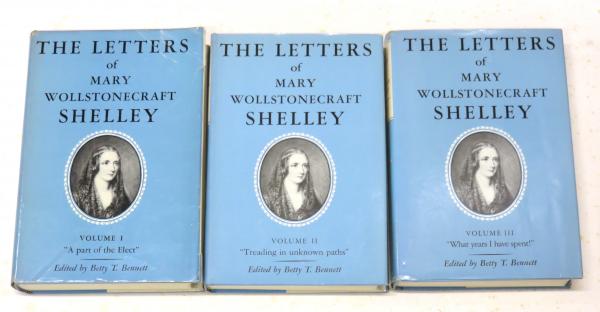 THE LETTERS
of
MARY
WOLLSTONECRAFT
SHELLEY
VOLUME I
"A part of the Elect"
Edited by Betty T. Bennett
THE LETTERS
of
MARY
WOLLSTONECRAFT
SHELLEY
VOLUME II
"Treading in unknown paths"
Edited by Betty T. Bennett
THE LETTERS
of
MARY
WOLLSTONECRAFT
SHELLEY
VOLUME III
"What years I have spent!"
Edited by Betty T. Bennett